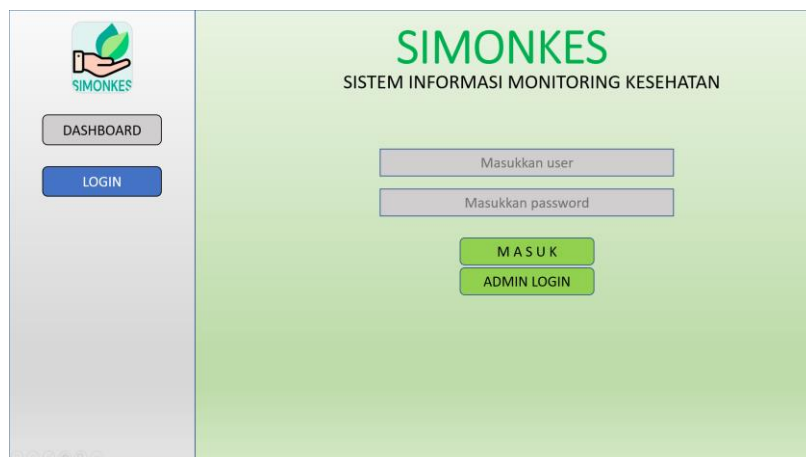 SIMONKES
DASHBOARD
LOGIN
SIMONKES
SISTEM INFORMASI MONITORING KESEHATAN
Masukkan user
Masukkan password
M A S U K
ADMIN LOGIN